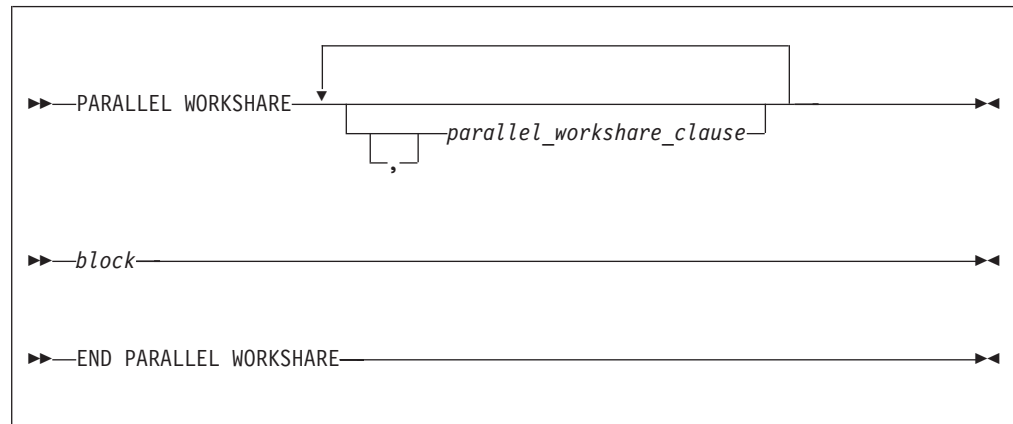 PARALLEL WORKSHARE
parallel_workshare_clause
,
block
END PARALLEL WORKSHARE